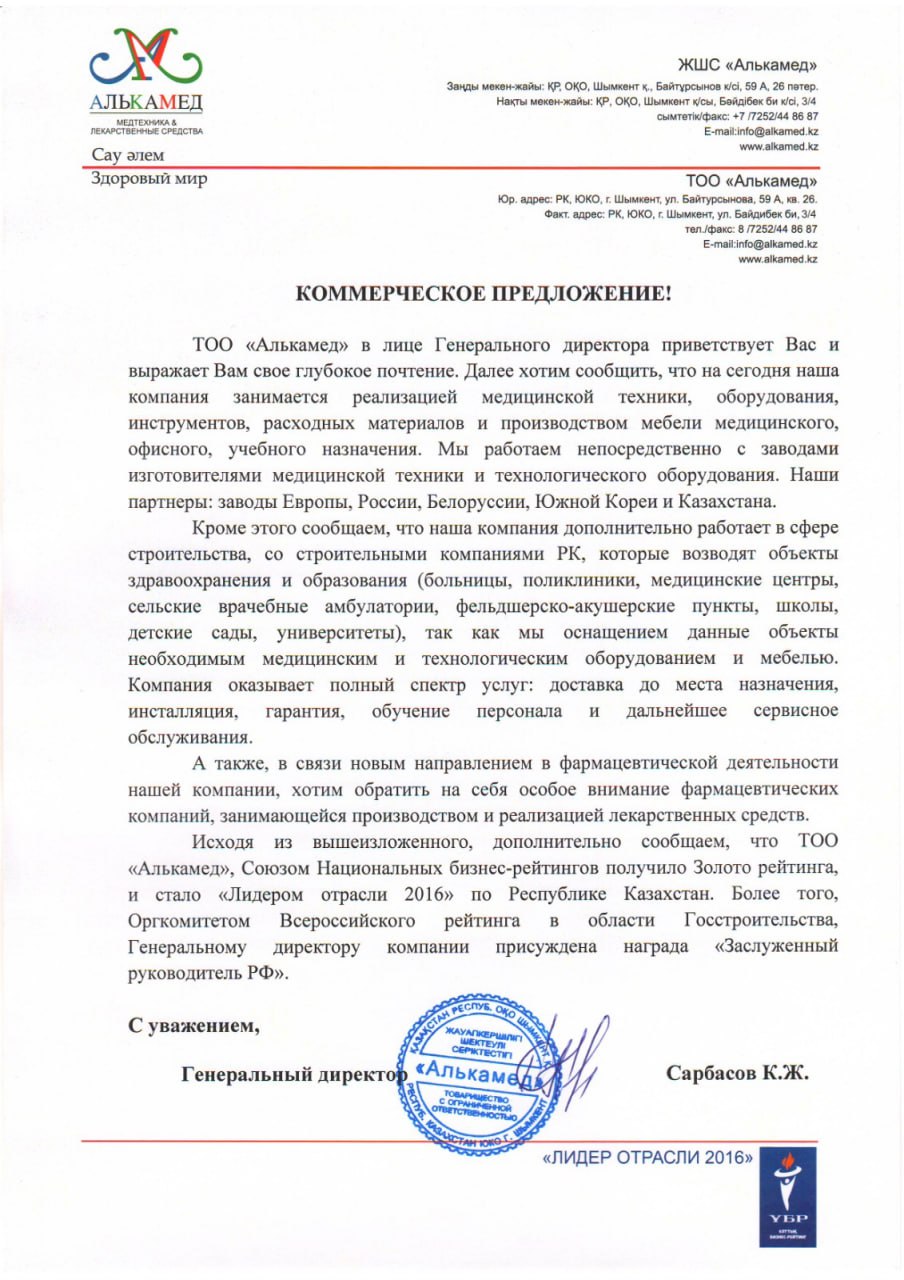 АЛЬКАМЕД
МЕДТЕХНИКА &
ЛЕКАРСТВЕННЫЕ СРЕДСТВА
Сау әлем
Здоровый мир
ЖШС «Алькамед»
Заңды мекен-жайы: ҚР, ОҚО, Шымкент қ., Байтұрсынов к/сі, 59 А, 26 пәтер.
Нақты мекен-жайы: ҚР, ОҚО, Шымкент қ/сы, Бәйдібек би к/сі, 3/4
сымтетік/факс: +7 /7252/44 86 87
E-mail:info@alkamed.kz
www.alkamed.kz
ТОО «Алькамед»
Юр. адрес: РК, ЮКО, г. Шымкент, ул. Байтурсынова, 59 А, кв. 26.
Факт. адрес: РК, ЮКО, г. Шымкент, ул. Байдибек би, 3/4
тел./факс: 8 /7252/44 86 87
E-mail:info@alkamed.kz
www.alkamed.kz
КОММЕРЧЕСКОЕ ПРЕДЛОЖЕНИЕ!
ТОО «Алькамед» в лице Генерального директора приветствует Вас и
выражает Вам свое глубокое почтение. Далее хотим сообщить, что на сегодня наша
компания занимается реализацией медицинской техники, оборудования,
инструментов, расходных материалов и производством мебели медицинского,
офисного, учебного назначения. Мы работаем непосредственно с заводами
изготовителями медицинской техники и технологического оборудования. Наши
партнеры: заводы Европы, России, Белоруссии, Южной Кореи и Казахстана.
Кроме этого сообщаем, что наша компания дополнительно работает в сфере
строительства, со строительными компаниями РК, которые возводят объекты
здравоохранения и образования (больницы, поликлиники, медицинские центры,
сельские врачебные амбулатории, фельдшерско-акушерские пункты, школы,
детские сады, университеты), так как мы оснащением данные объекты
необходимым медицинским и технологическим оборудованием и мебелью.
Компания оказывает полный спектр услуг: доставка до места назначения,
инсталляция, гарантия, обучение персонала и дальнейшее сервисное
обслуживания.
А также, в связи новым направлением в фармацевтической деятельности
нашей компании, хотим обратить на себя особое внимание фармацевтических
компаний, занимающейся производством и реализацией лекарственных средств.
Исходя из вышеизложенного, дополнительно сообщаем, что ТОО
«Алькамед», Союзом Национальных бизнес-рейтингов получило Золото рейтинга,
и стало «Лидером отрасли 2016» по Республике Казахстан. Более того,
Оргкомитетом Всероссийского рейтинга в области Госстроительства,
Генеральному директору компании присуждена награда «Заслуженный
руководитель РФ».
С уважением,
Генеральный директор
Сарбасов К.Ж.
ҚАЗАҚСТАН РЕСПУБ. ОҚО ШЫМКЕНТ Қ.
ЖАУАПКЕРШІЛІГІ
ШЕКТЕУЛІ
СЕРІКТЕСТІГІ
«Алькамед»
ТОВАРИЩЕСТВО
С ОГРАНИЧЕННОЙ
ОТВЕТСТВЕННОСТЬЮ
РЕСПУБ. КАЗАХСТАН ЮКО Г. ШЫМКЕНТ
«ЛИДЕР ОТРАСЛИ 2016»
ҰБР
ҰЛТТЫҚ
БИЗНЕС-РЕЙТИНГ